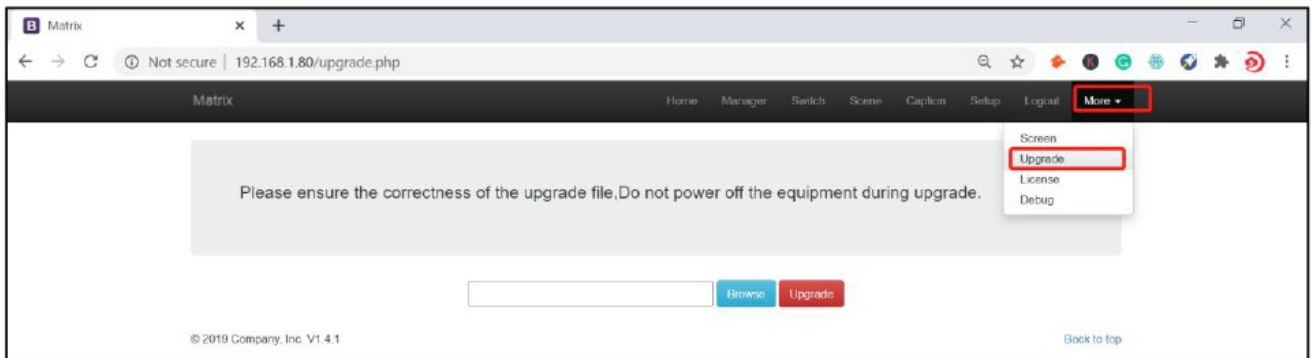 B Matrix
Not secure | 192.168.1.80/upgrade.php
Matrix Home Manager Switch Scene Caption Setup Logout More
Screen
Upgrade
License
Debug
Please ensure the correctness of the upgrade file,Do not power off the equipment during upgrade.
Browse Upgrade
© 2019 Company, Inc. V1.4.1 Back to top